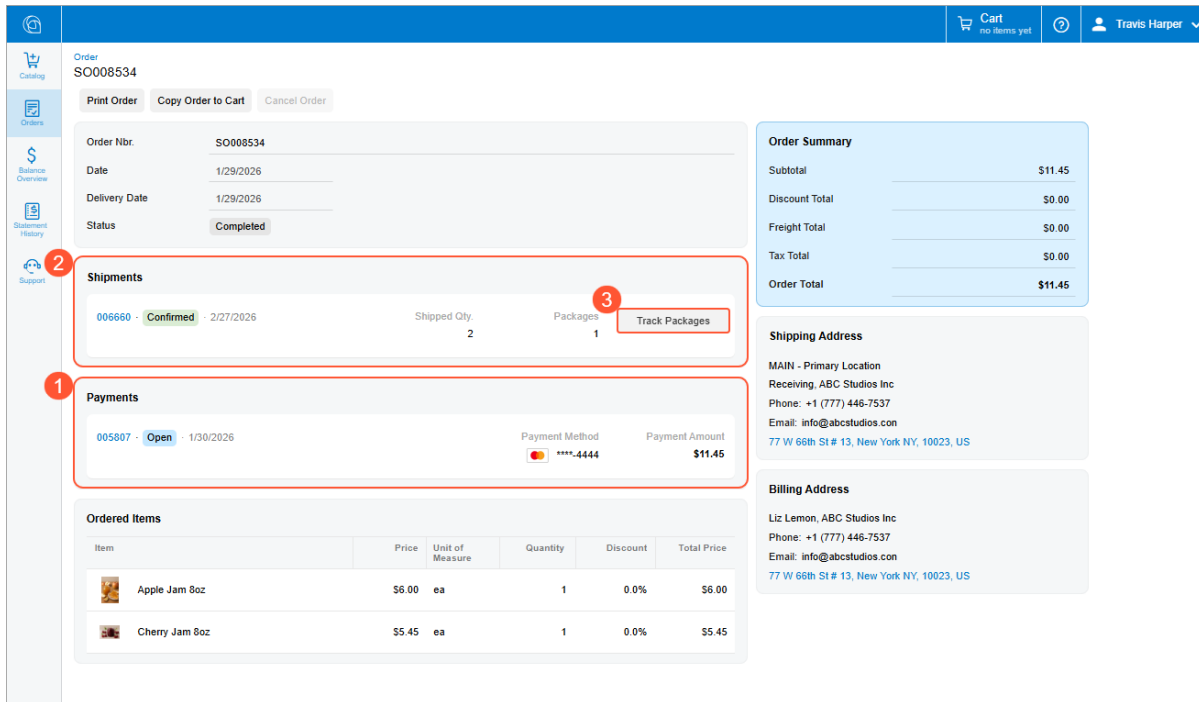 Cart
no items yet
Travis Harper
Catalog
Orders
Balance
Overview
Statement
History
Support
Order
SO008534
Print Order
Copy Order to Cart
Cancel Order
Order Nbr.
SO008534
Date
1/29/2026
Delivery Date
1/29/2026
Status
Completed
2
Shipments
006660 · Confirmed · 2/27/2026
Shipped Qty.
2
Packages
1
3
Track Packages
1
Payments
005807 · Open · 1/30/2026
Payment Method
****-4444
Payment Amount
$11.45
Ordered Items
Item
Price
Unit of
Measure
Quantity
Discount
Total Price
Apple Jam 8oz $6.00 ea 1 0.0% $6.00
Cherry Jam 8oz $5.45 ea 1 0.0% $5.45
Order Summary
Subtotal $11.45
Discount Total $0.00
Freight Total $0.00
Tax Total $0.00
Order Total $11.45
Shipping Address
MAIN - Primary Location
Receiving, ABC Studios Inc
Phone: +1 (777) 446-7537
Email: info@abcstudios.con
77 W 66th St # 13, New York NY, 10023, US
Billing Address
Liz Lemon, ABC Studios Inc
Phone: +1 (777) 446-7537
Email: info@abcstudios.con
77 W 66th St # 13, New York NY, 10023, US